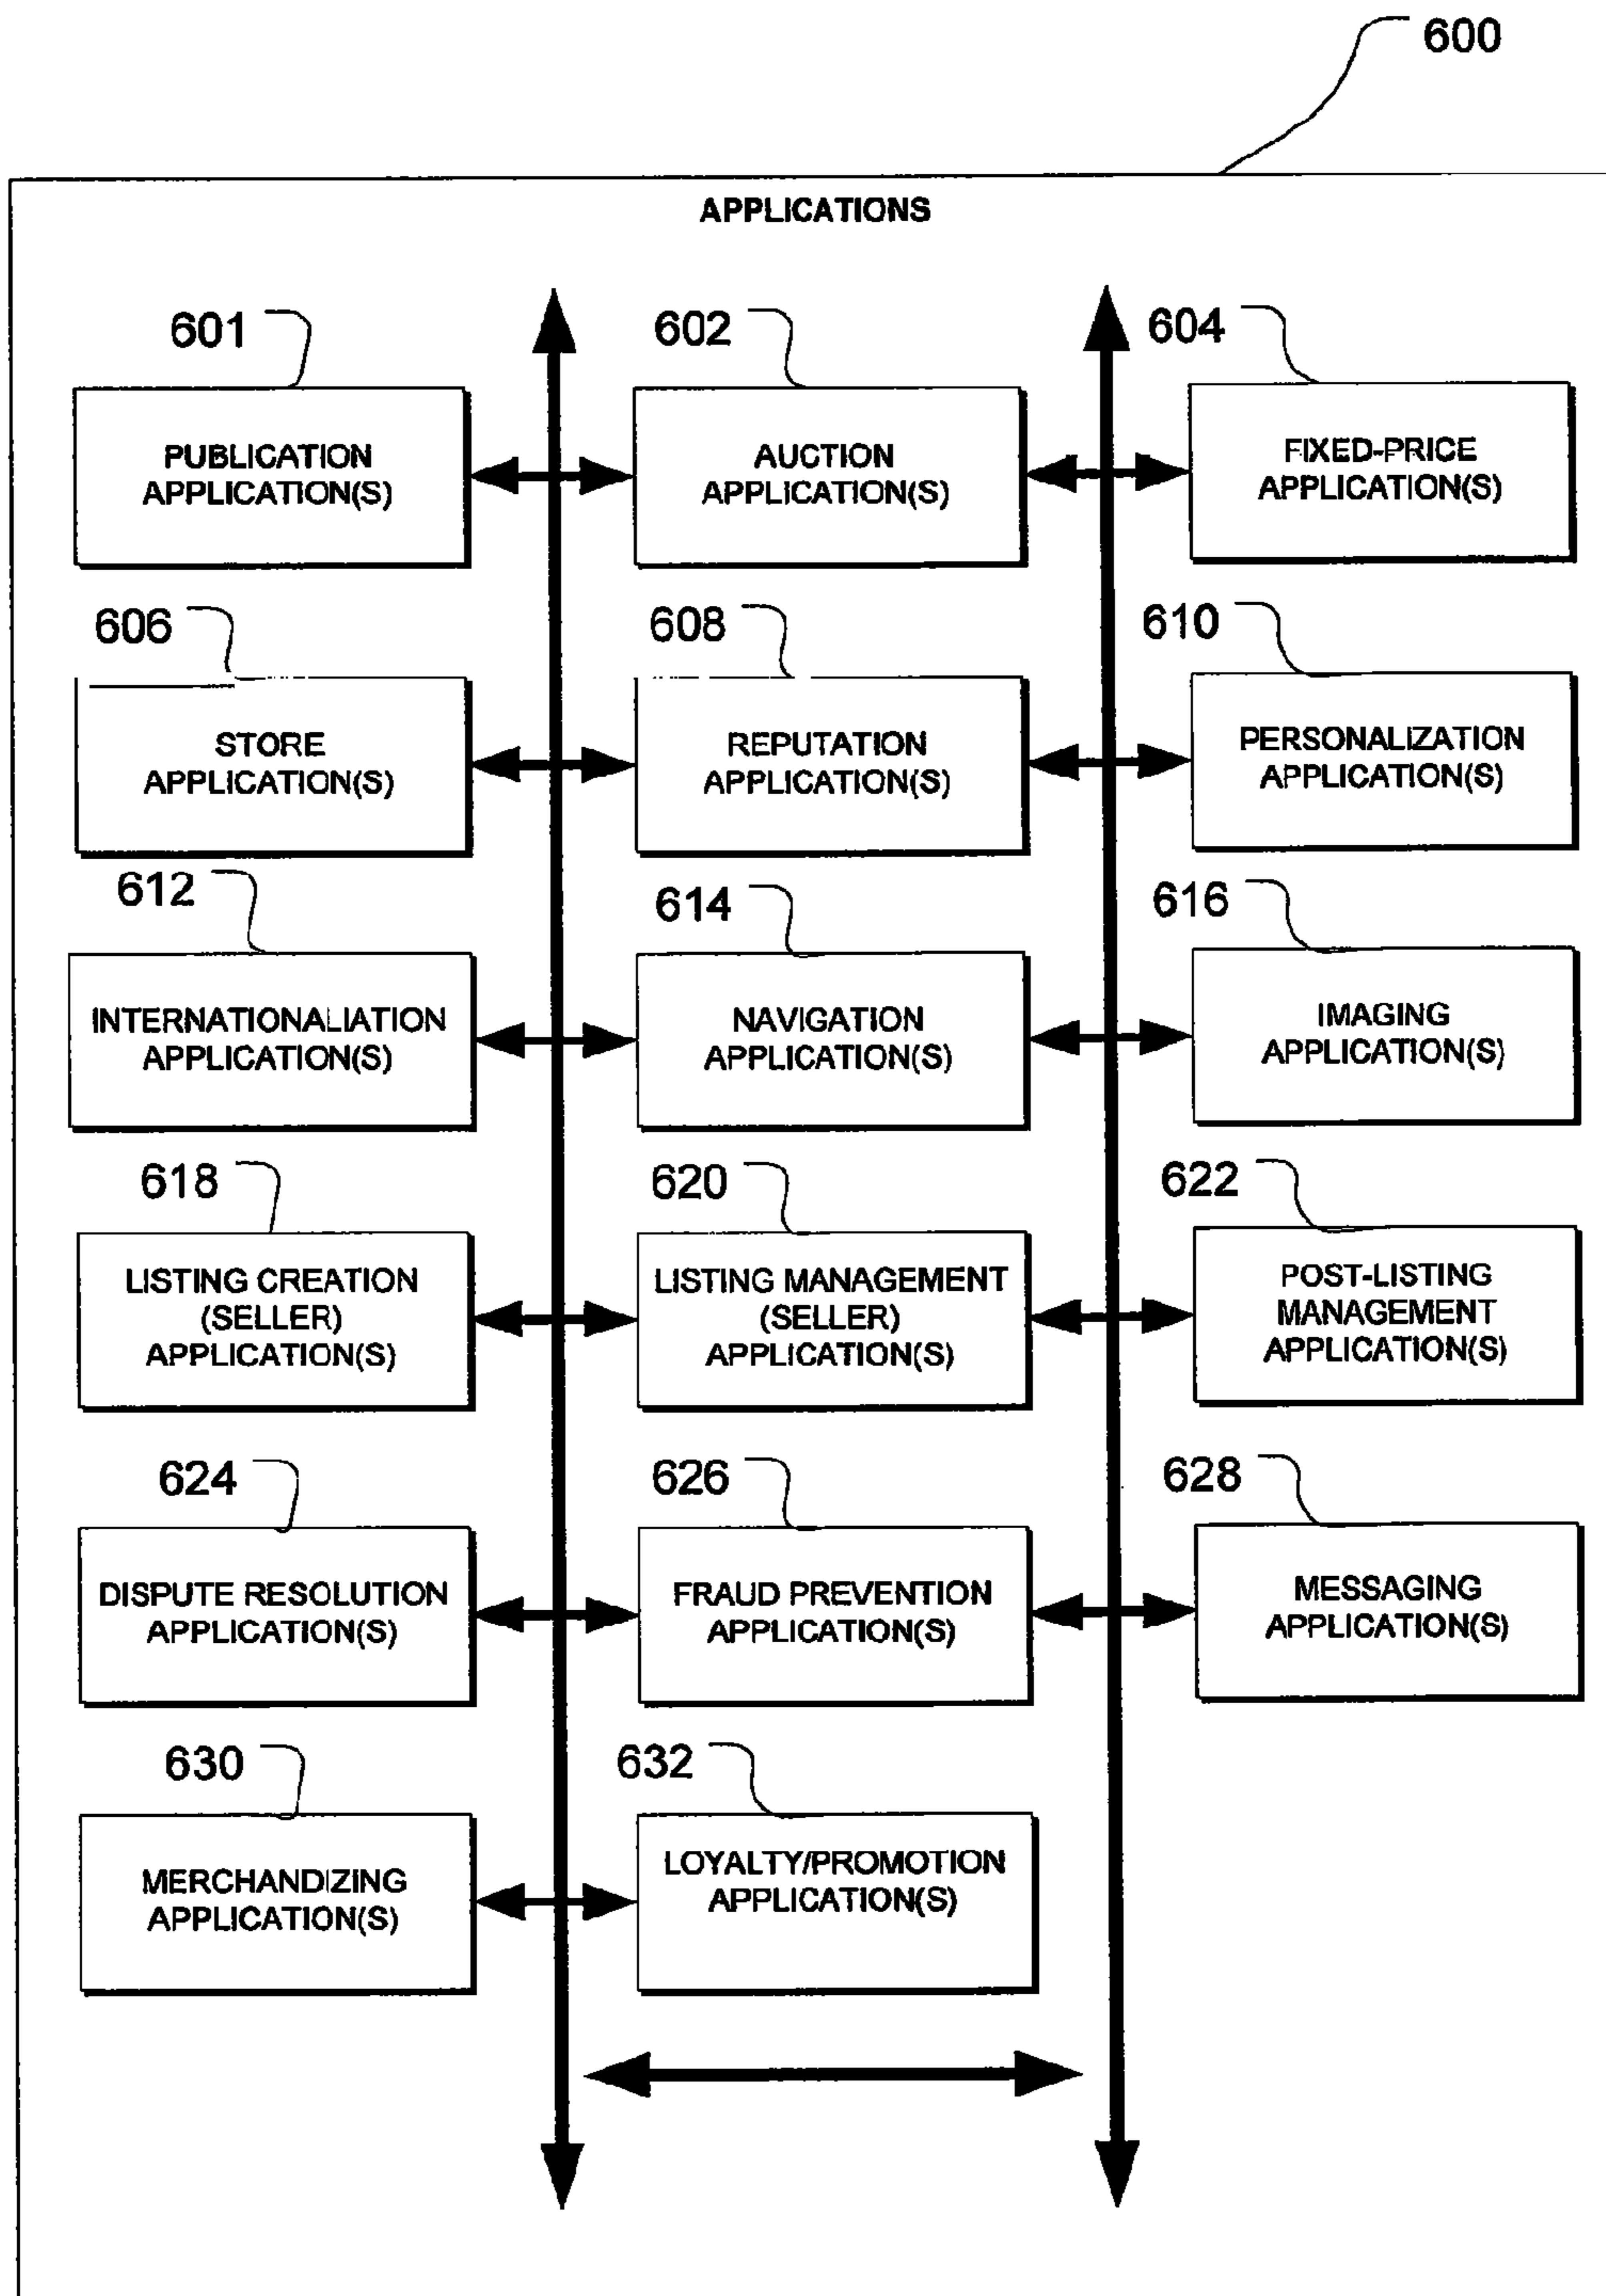 600
APPLICATIONS
601
602
604
PUBLICATION
APPLICATION(S)
AUCTION
APPLICATION(S)
FIXED-PRICE
APPLICATION(S)
606
608
610
STORE
APPLICATION(S)
REPUTATION
APPLICATION(S)
PERSONALIZATION
APPLICATION(S)
612
614
616
INTERNATIONALIATION
APPLICATION(S)
NAVIGATION
APPLICATION(S)
IMAGING
APPLICATION(S)
618
620
622
LISTING CREATION
(SELLER)
APPLICATION(S)
LISTING MANAGEMENT
(SELLER)
APPLICATION(S)
POST-LISTING
MANAGEMENT
APPLICATION(S)
624
626
628
DISPUTE RESOLUTION
APPLICATION(S)
FRAUD PREVENTION
APPLICATION(S)
MESSAGING
APPLICATION(S)
630
632
MERCHANDIZING
APPLICATION(S)
LOYALTY/PROMOTION
APPLICATION(S)